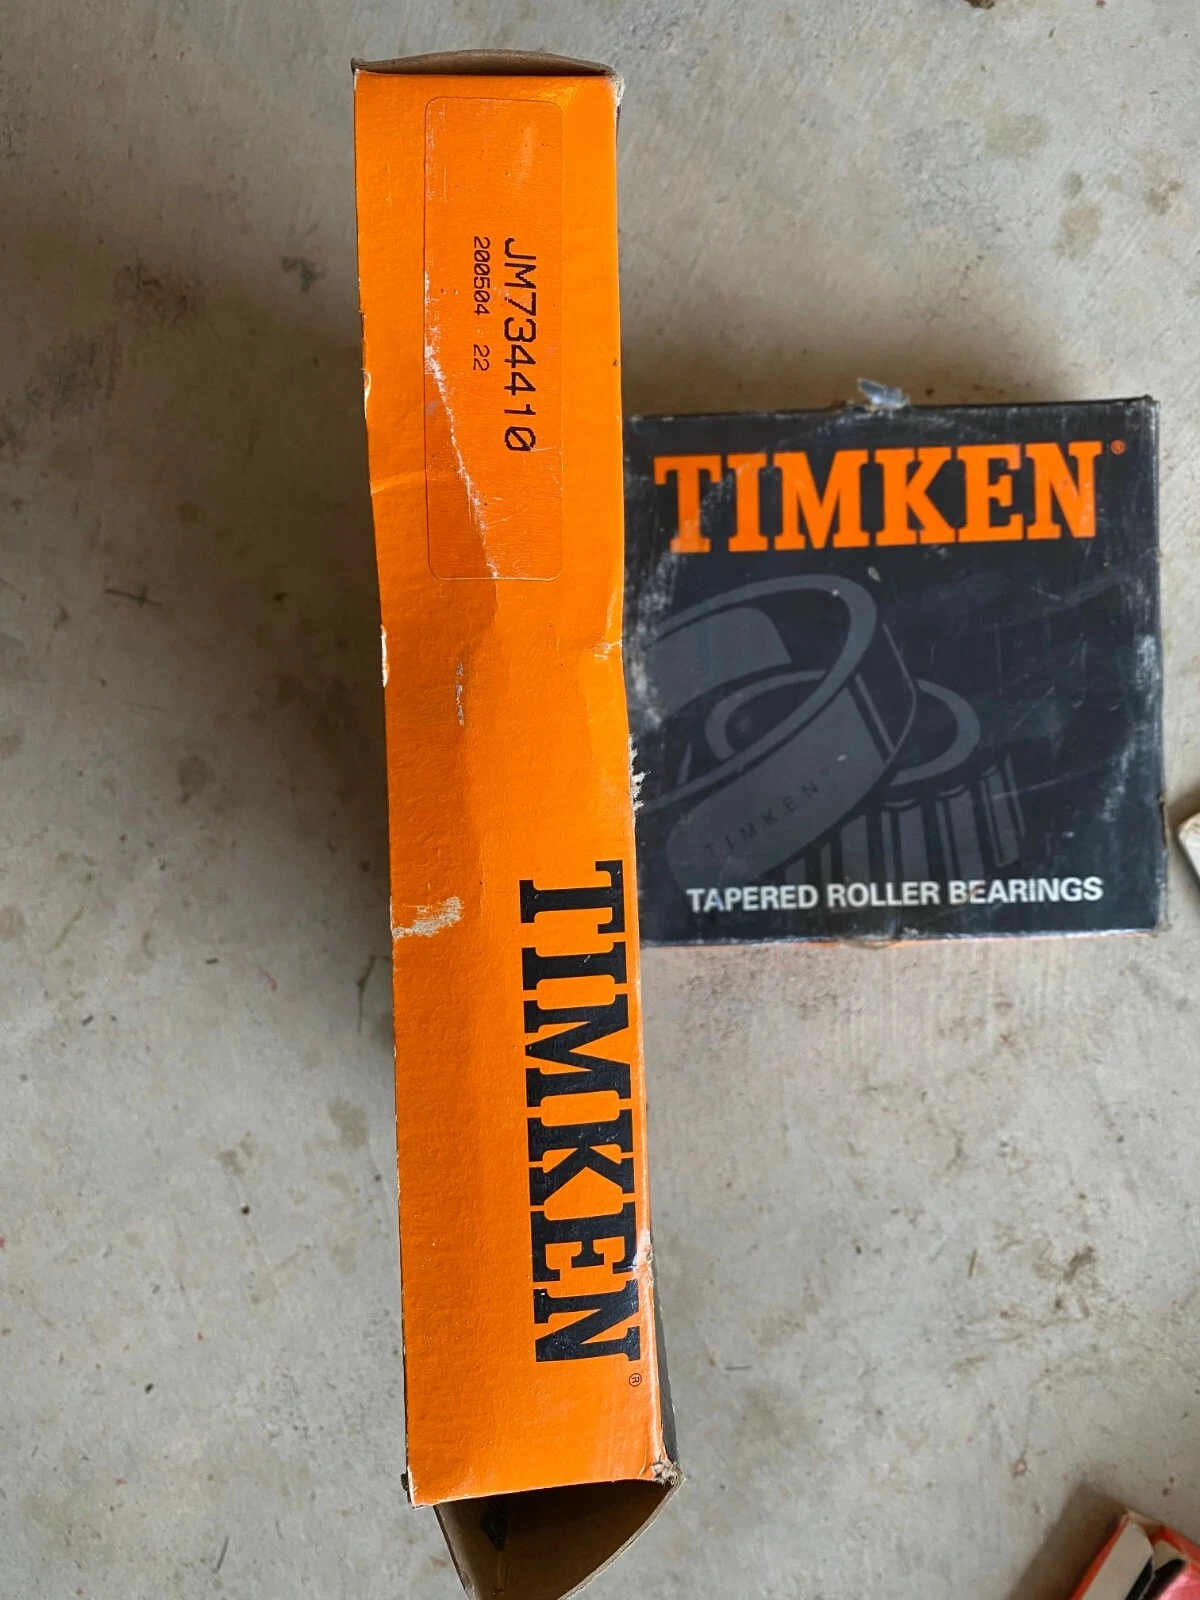 JM734410
200504 22
TIMKEN®
TIMKEN®
TIMKEN®
TAPERED ROLLER BEARINGS